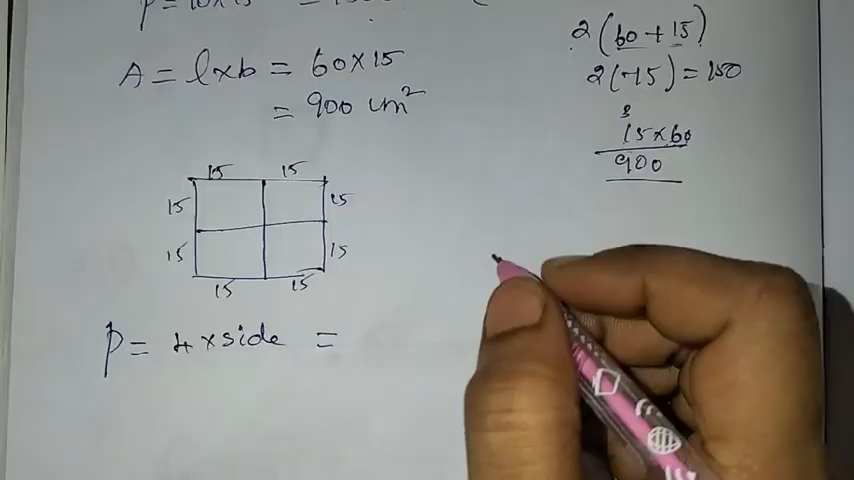 A = l×b = 60×15
= 900 cm²
2(60+15)
2(75) = 150
15×60
900
15 15
15 15
15 15
15 15
P = 4×side =